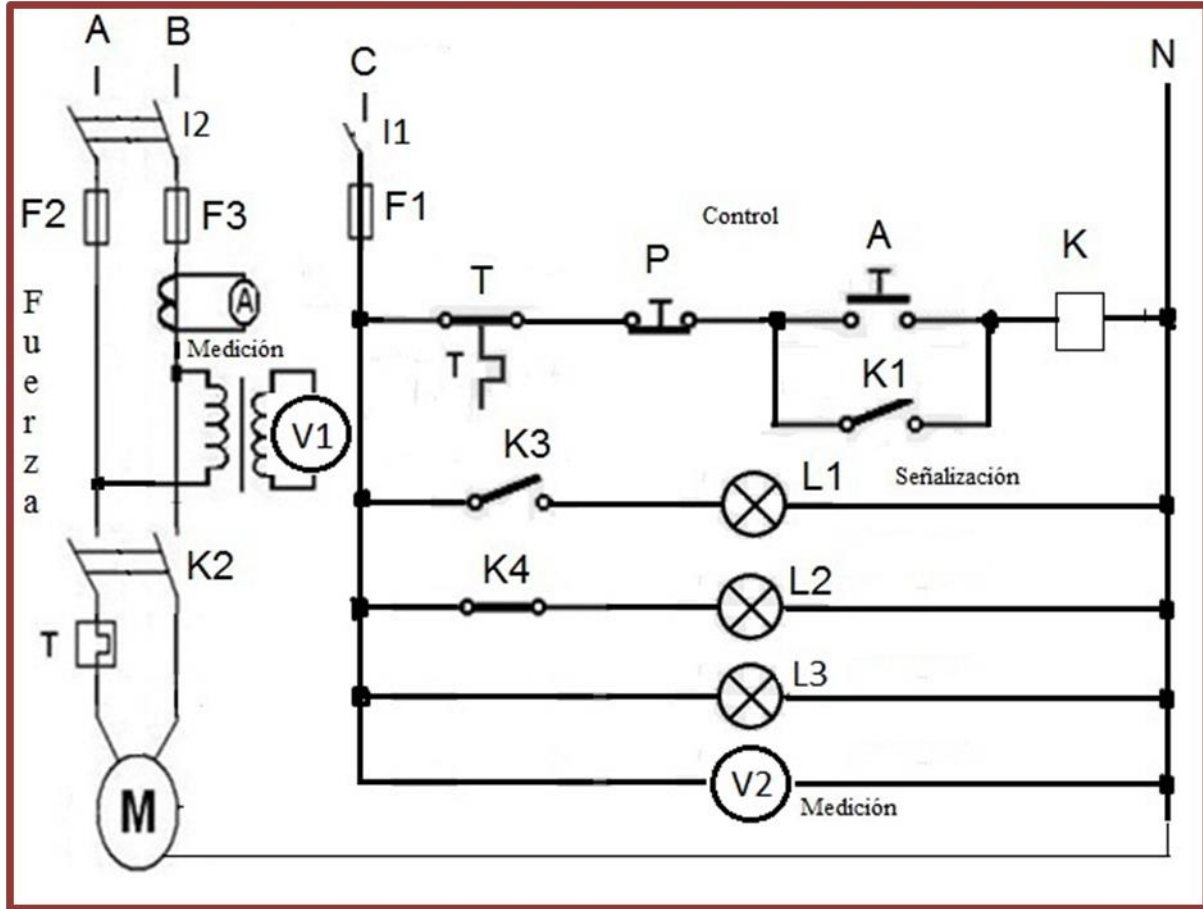 A
B
C
N
I2
I1
F2
F3
F1
Control
Fuerza
A
Medición
V1
T
P
A
K
T
K1
K3
L1
Señalización
K2
K4
L2
T
L3
M
V2
Medición